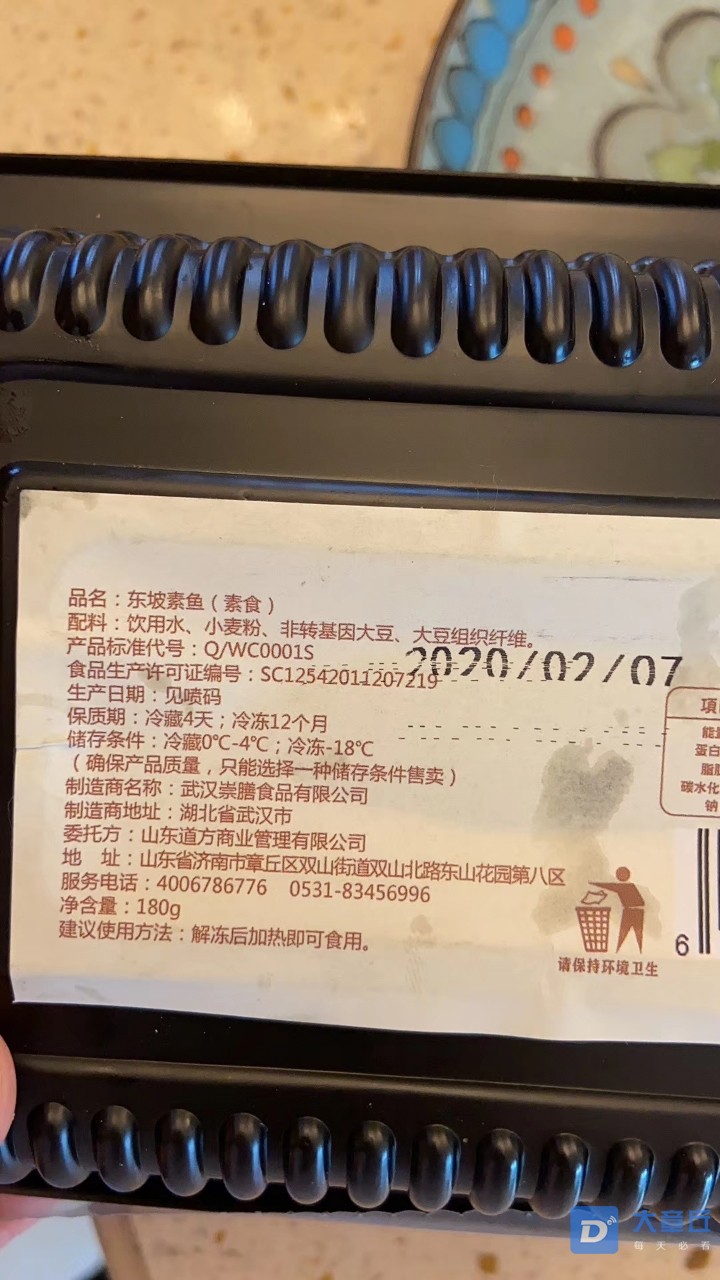 品名：东坡素鱼（素食）
配料：饮用水、小麦粉、非转基因大豆、大豆组织纤维。
产品标准代号：Q/WC0001S
2020/02/07
食品生产许可证编号：SC12542011207219
生产日期：见喷码
保质期：冷藏4天；冷冻12个月
储存条件：冷藏0℃-4℃；冷冻-18℃
（确保产品质量，只能选择一种储存条件售卖）
制造商名称：武汉崇膳食品有限公司
制造商地址：湖北省武汉市
委托方：山东道方商业管理有限公司
地 址：山东省济南市章丘区双山街道双山北路东山花园第八区
服务电话：4006786776 0531-83456996
净含量：180g
建议使用方法：解冻后加热即可食用。
項
能量
蛋白
脂肪
碳水化
钠
请保持环境卫生
6
大章丘
每天必看